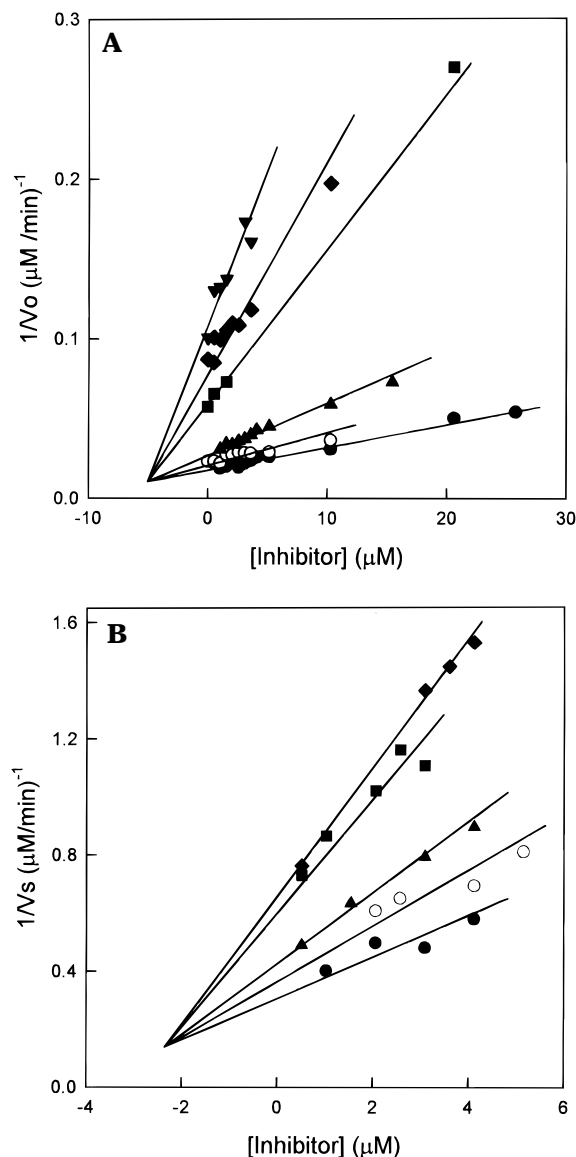 A
0.3
0.2
0.1
0.0
1/Vo (μM /min)⁻¹
-10 0 10 20 30
[Inhibitor] (μM)
B
1.6
1.2
0.8
0.4
0.0
1/Vs (μM/min)⁻¹
-4 -2 0 2 4 6
[Inhibitor] (μM)